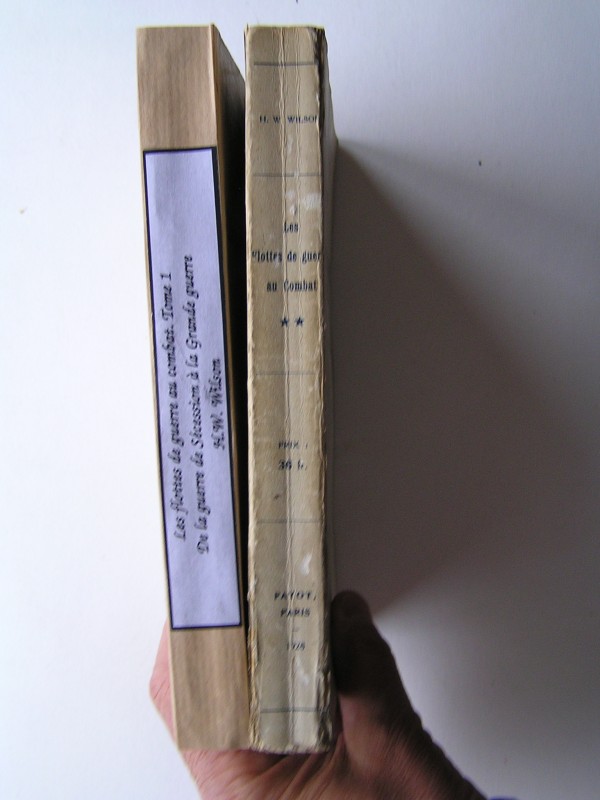 Les flottes de guerre au combat. Tome 1
De la guerre de Sécession à la Grande guerre
H.W. Wilson
H. W. WILSON
Les
Flottes de guer
au Combat
★ ★
PRIX :
36 fr.
PAYOT,
PARIS